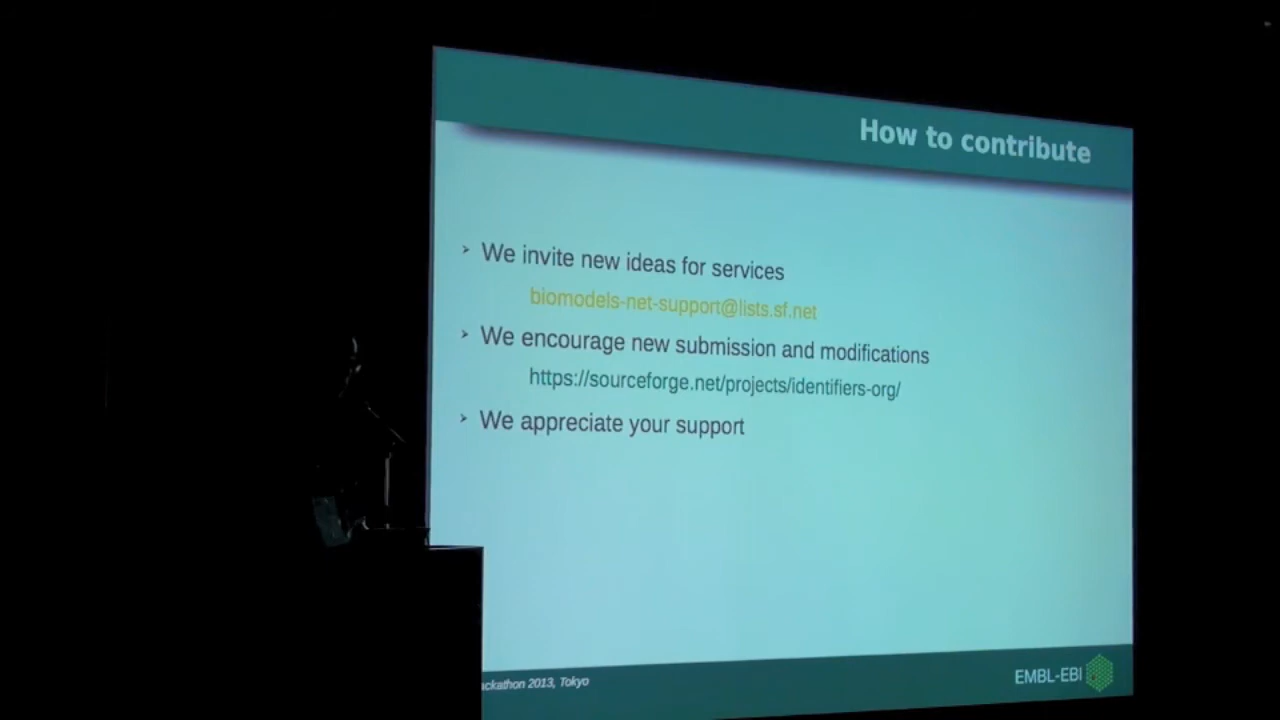 How to contribute
We invite new ideas for services
biomodels-net-support@lists.sf.net
We encourage new submission and modifications
https://sourceforge.net/projects/identifiers-org/
We appreciate your support
2013, Tokyo
EMBL-EBI